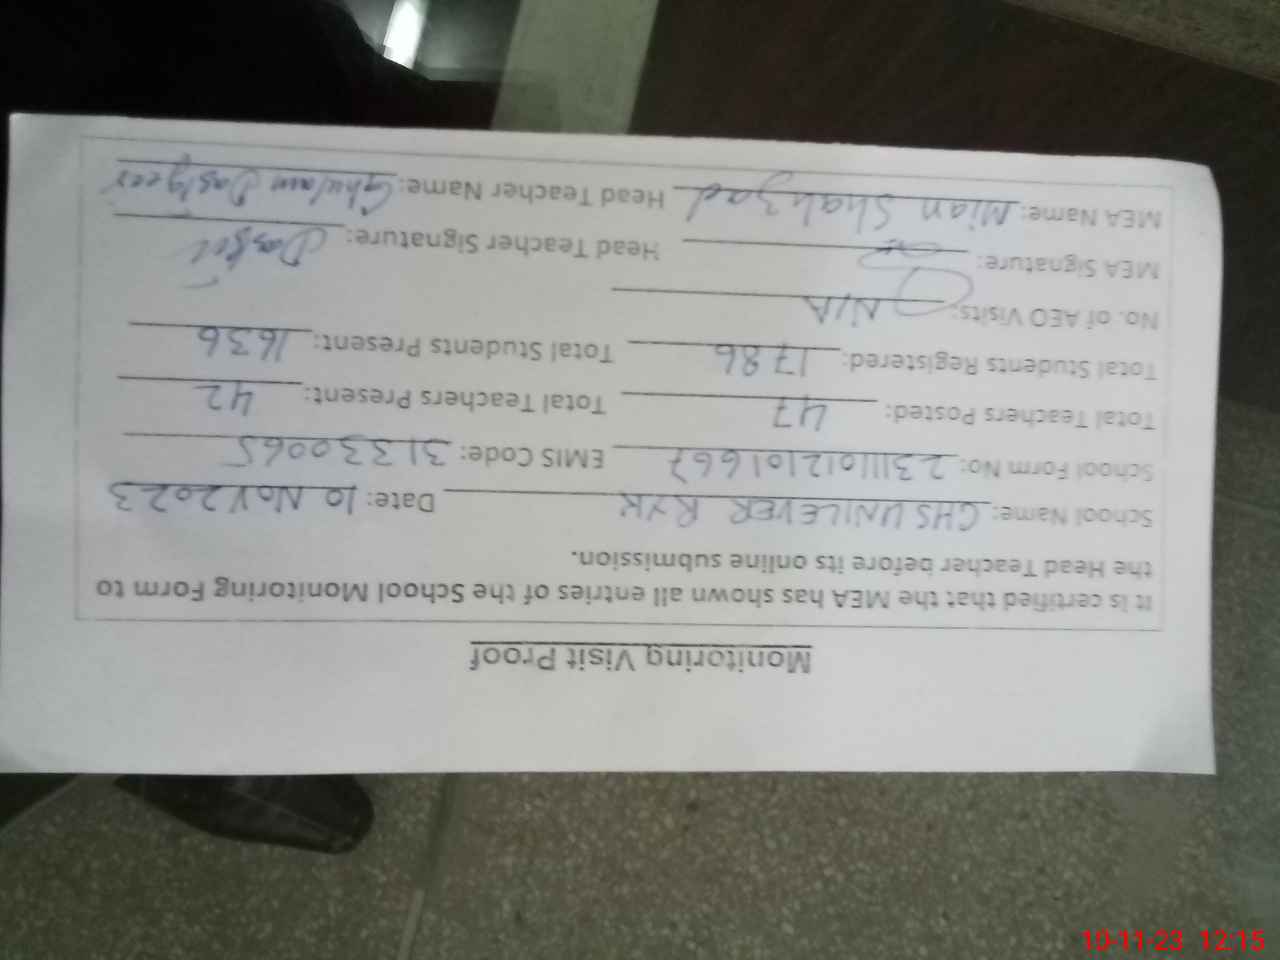 Monitoring Visit Proof
It is certified that the MEA has shown all entries of the School Monitoring Form to
the Head Teacher before its online submission.
School Name: GHS UNILEVER RYK Date: 10 NOV 2023
School Form No: 23111012101667 EMIS Code: 31330065
Total Teachers Posted: 47 Total Teachers Present: 42
Total Students Registered: 1786 Total Students Present: 1636
No. of AEO Visits: N/A
MEA Signature: Head Teacher Signature:
MEA Name: Mian Shahzad Head Teacher Name: Ghulam Dastgeer
10-11-23 12:15